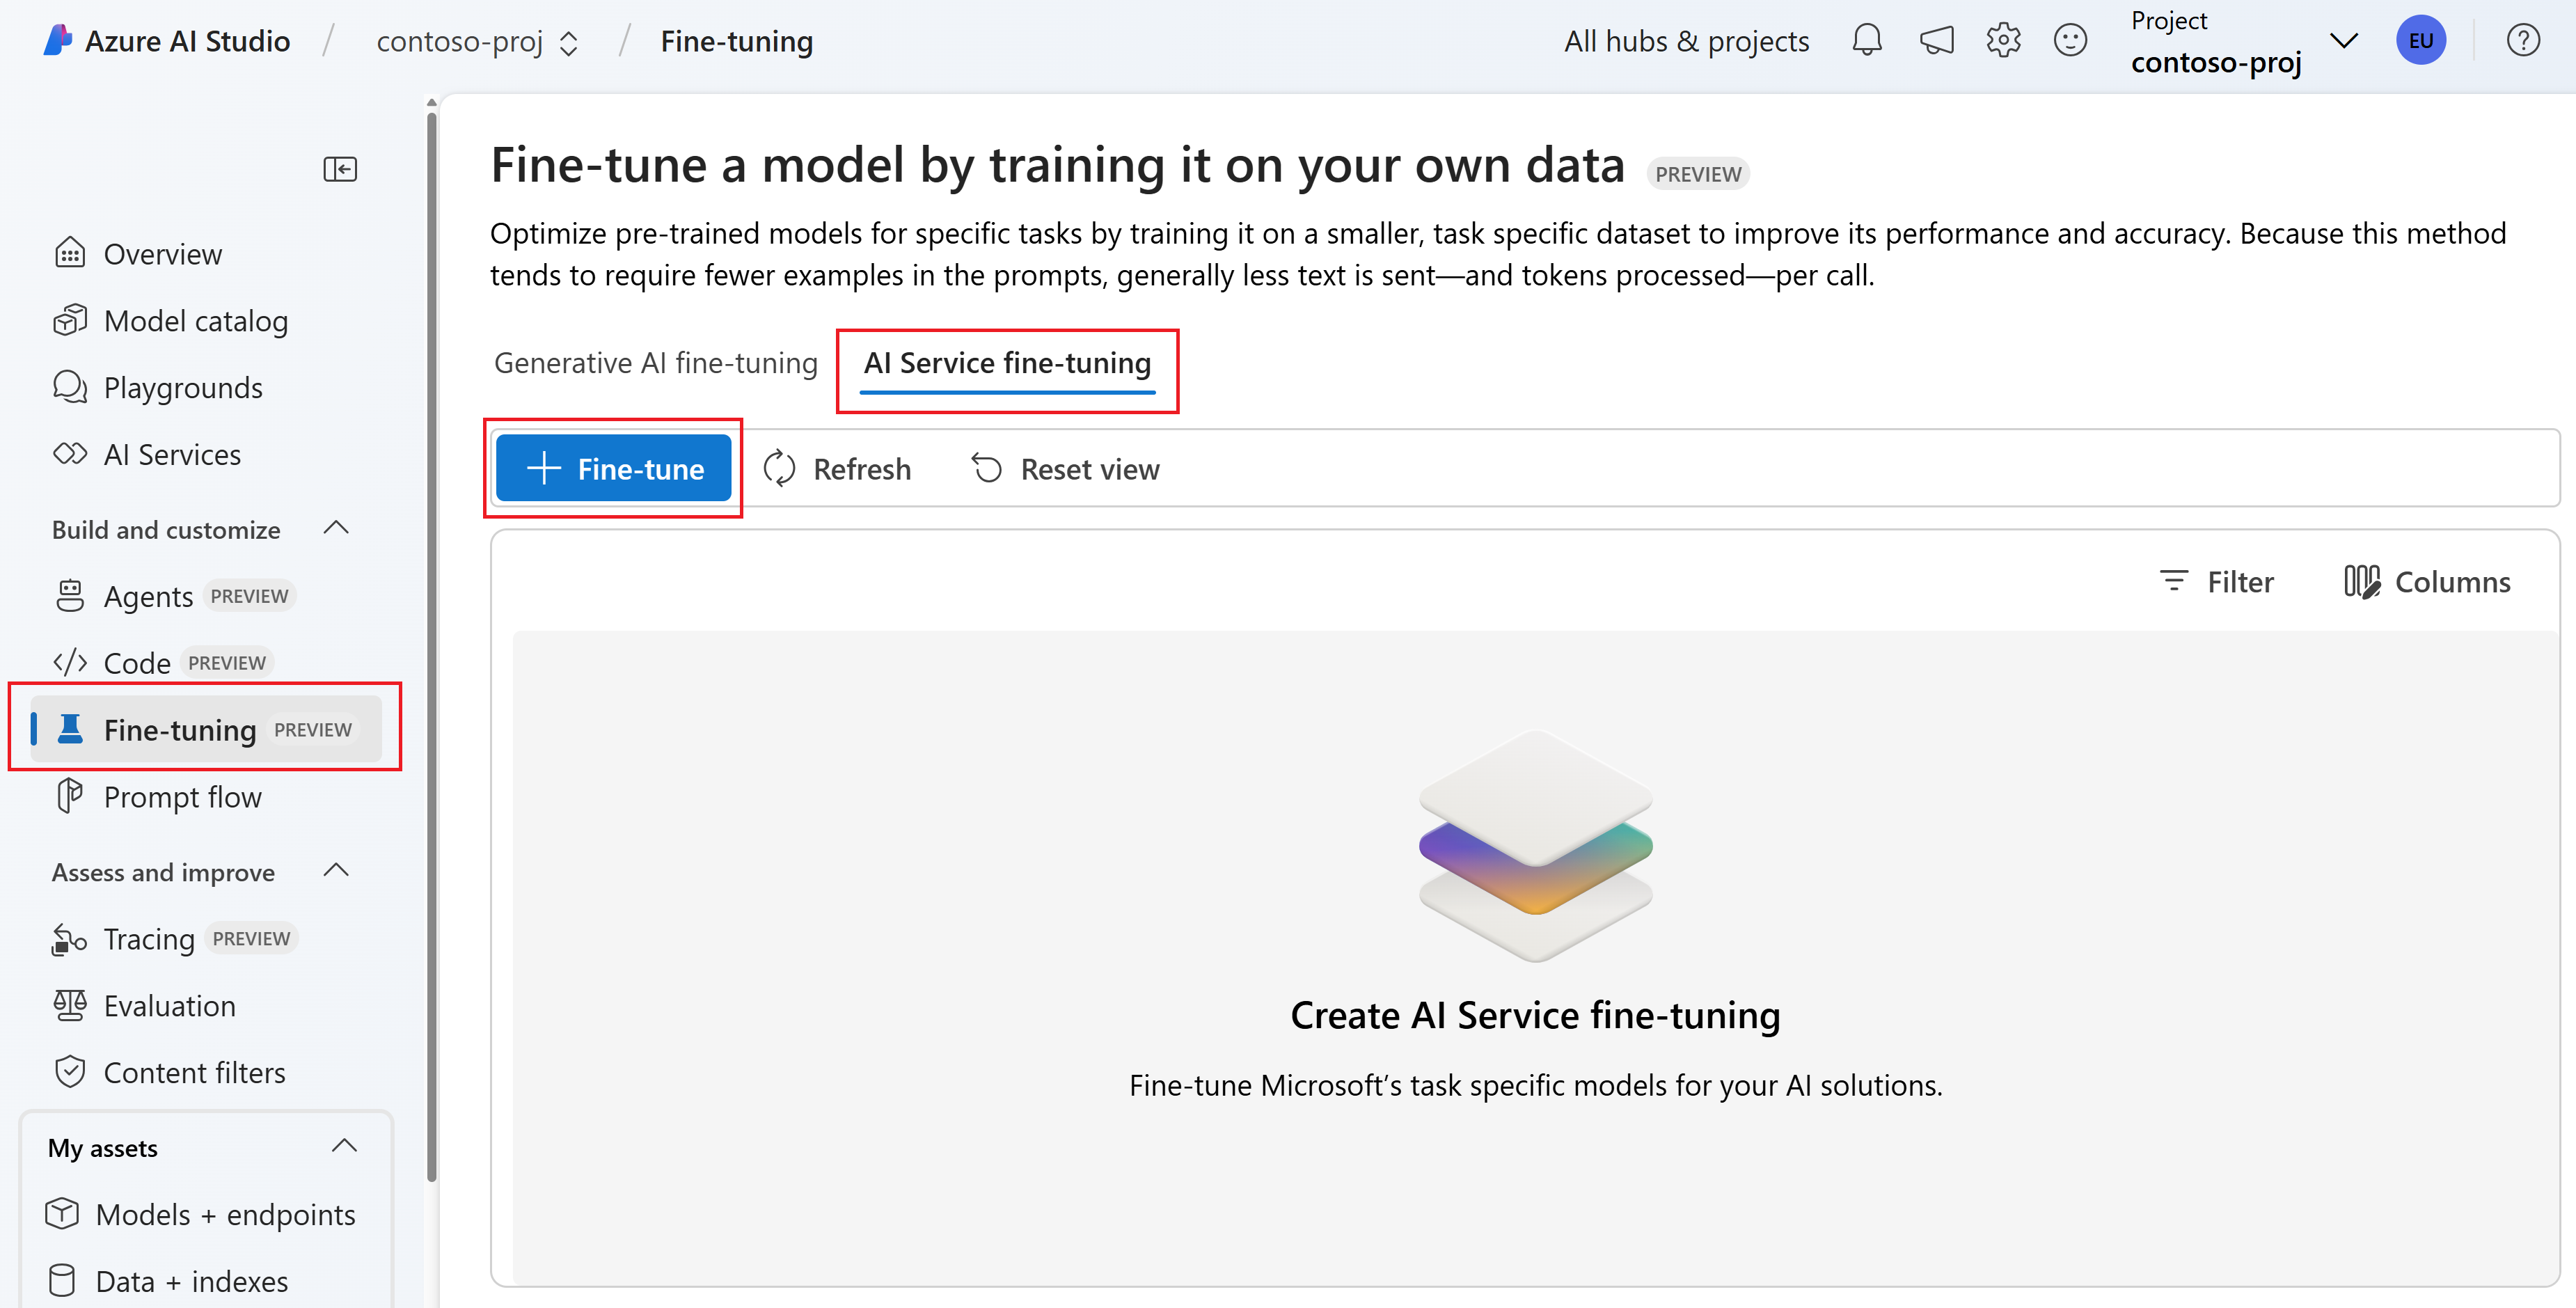 Azure AI Studio / contoso-proj / Fine-tuning
All hubs & projects
Project
contoso-proj
EU
Overview
Model catalog
Playgrounds
AI Services
Build and customize
Agents PREVIEW
Code PREVIEW
Fine-tuning PREVIEW
Prompt flow
Assess and improve
Tracing PREVIEW
Evaluation
Content filters
My assets
Models + endpoints
Data + indexes
Fine-tune a model by training it on your own data PREVIEW
Optimize pre-trained models for specific tasks by training it on a smaller, task specific dataset to improve its performance and accuracy. Because this method
tends to require fewer examples in the prompts, generally less text is sent—and tokens processed—per call.
Generative AI fine-tuning AI Service fine-tuning
Fine-tune Refresh Reset view
Filter Columns
Create AI Service fine-tuning
Fine-tune Microsoft’s task specific models for your AI solutions.